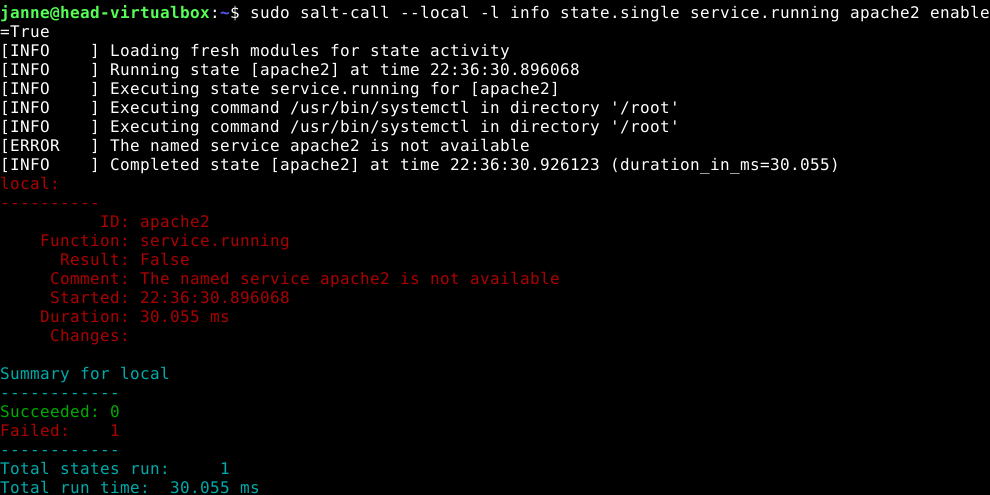 janne@head-virtualbox:~$ sudo salt-call --local -l info state.single service.running apache2 enable
=True
[INFO    ] Loading fresh modules for state activity
[INFO    ] Running state [apache2] at time 22:36:30.896068
[INFO    ] Executing state service.running for [apache2]
[INFO    ] Executing command /usr/bin/systemctl in directory '/root'
[INFO    ] Executing command /usr/bin/systemctl in directory '/root'
[ERROR   ] The named service apache2 is not available
[INFO    ] Completed state [apache2] at time 22:36:30.926123 (duration_in_ms=30.055)
local:
----------
          ID: apache2
    Function: service.running
      Result: False
     Comment: The named service apache2 is not available
     Started: 22:36:30.896068
    Duration: 30.055 ms
     Changes:

Summary for local
------------
Succeeded: 0
Failed:    1
------------
Total states run:     1
Total run time:  30.055 ms